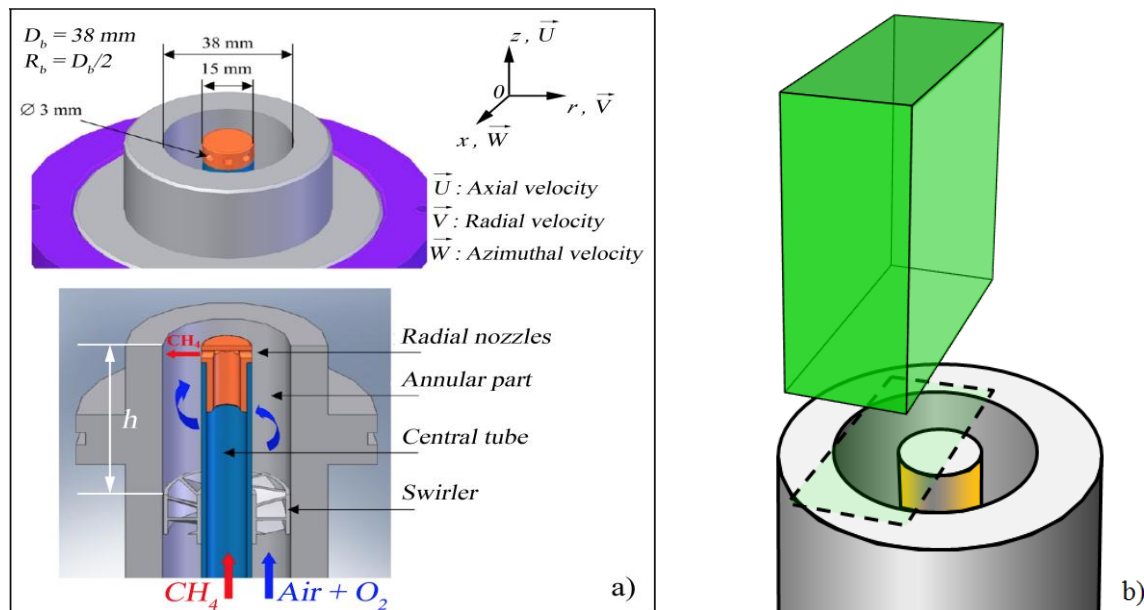 D_b = 38 mm
R_b = D_b/2
38 mm
15 mm
Ø 3 mm
z , U⃗
0
r , V⃗
x , W⃗
U⃗ : Axial velocity
V⃗ : Radial velocity
W⃗ : Azimuthal velocity
CH₄
h
Radial nozzles
Annular part
Central tube
Swirler
CH₄
Air + O₂
a)
b)